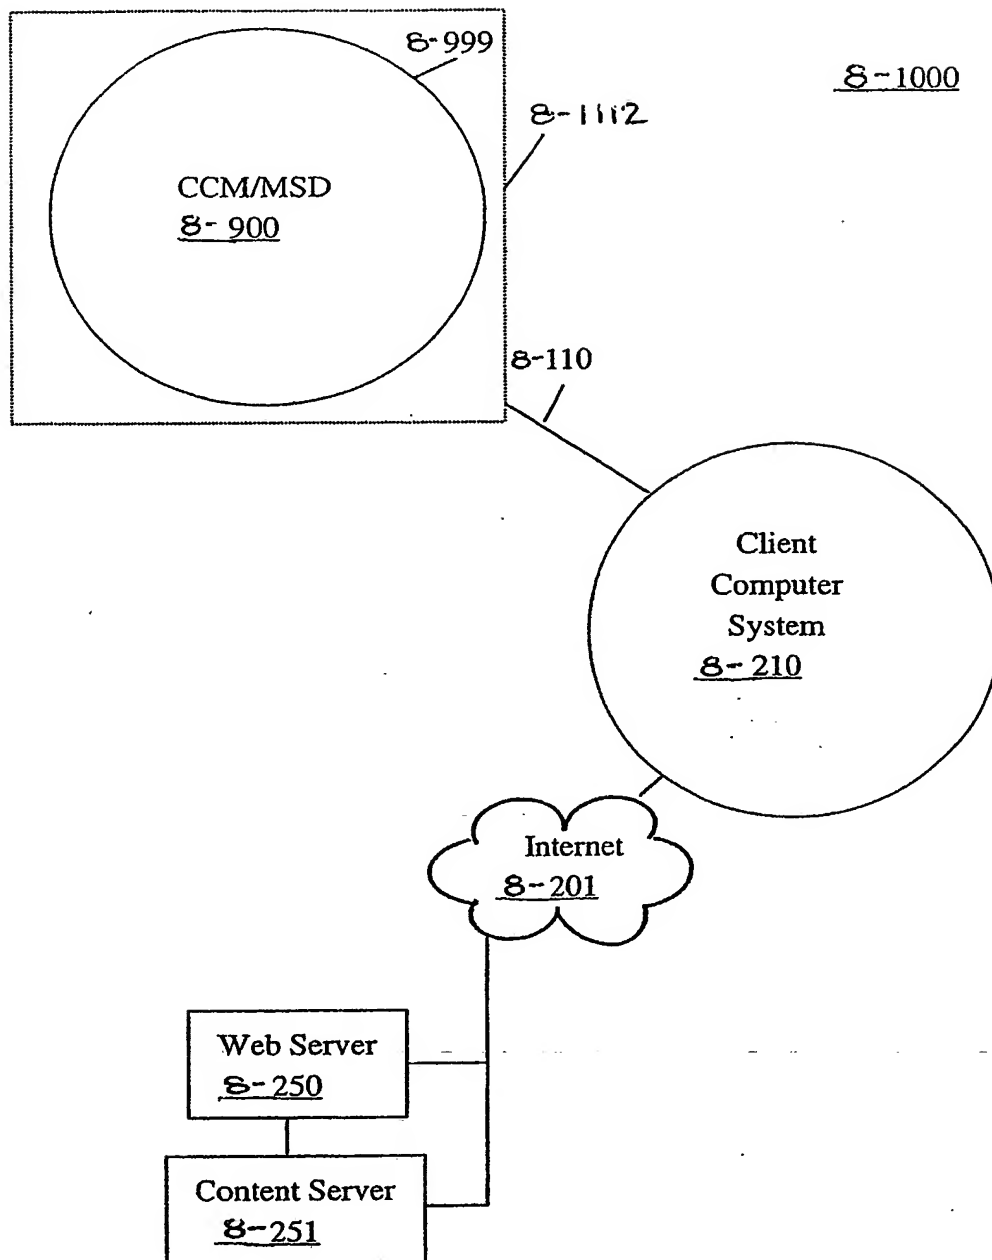 8-999
8-1000
8-1112
CCM/MSD
8-900
8-110
Client
Computer
System
8-210
Internet
8-201
Web Server
8-250
Content Server
8-251